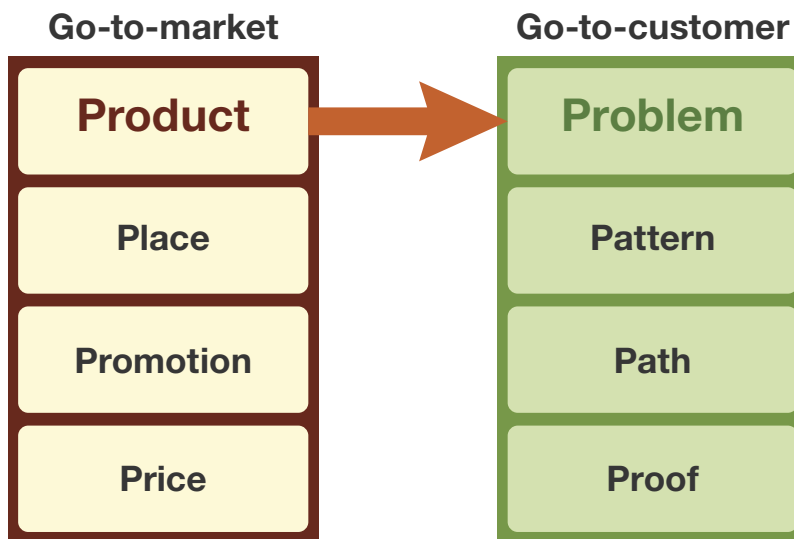 Go-to-market
Go-to-customer
Product
Problem
Place
Pattern
Promotion
Path
Price
Proof